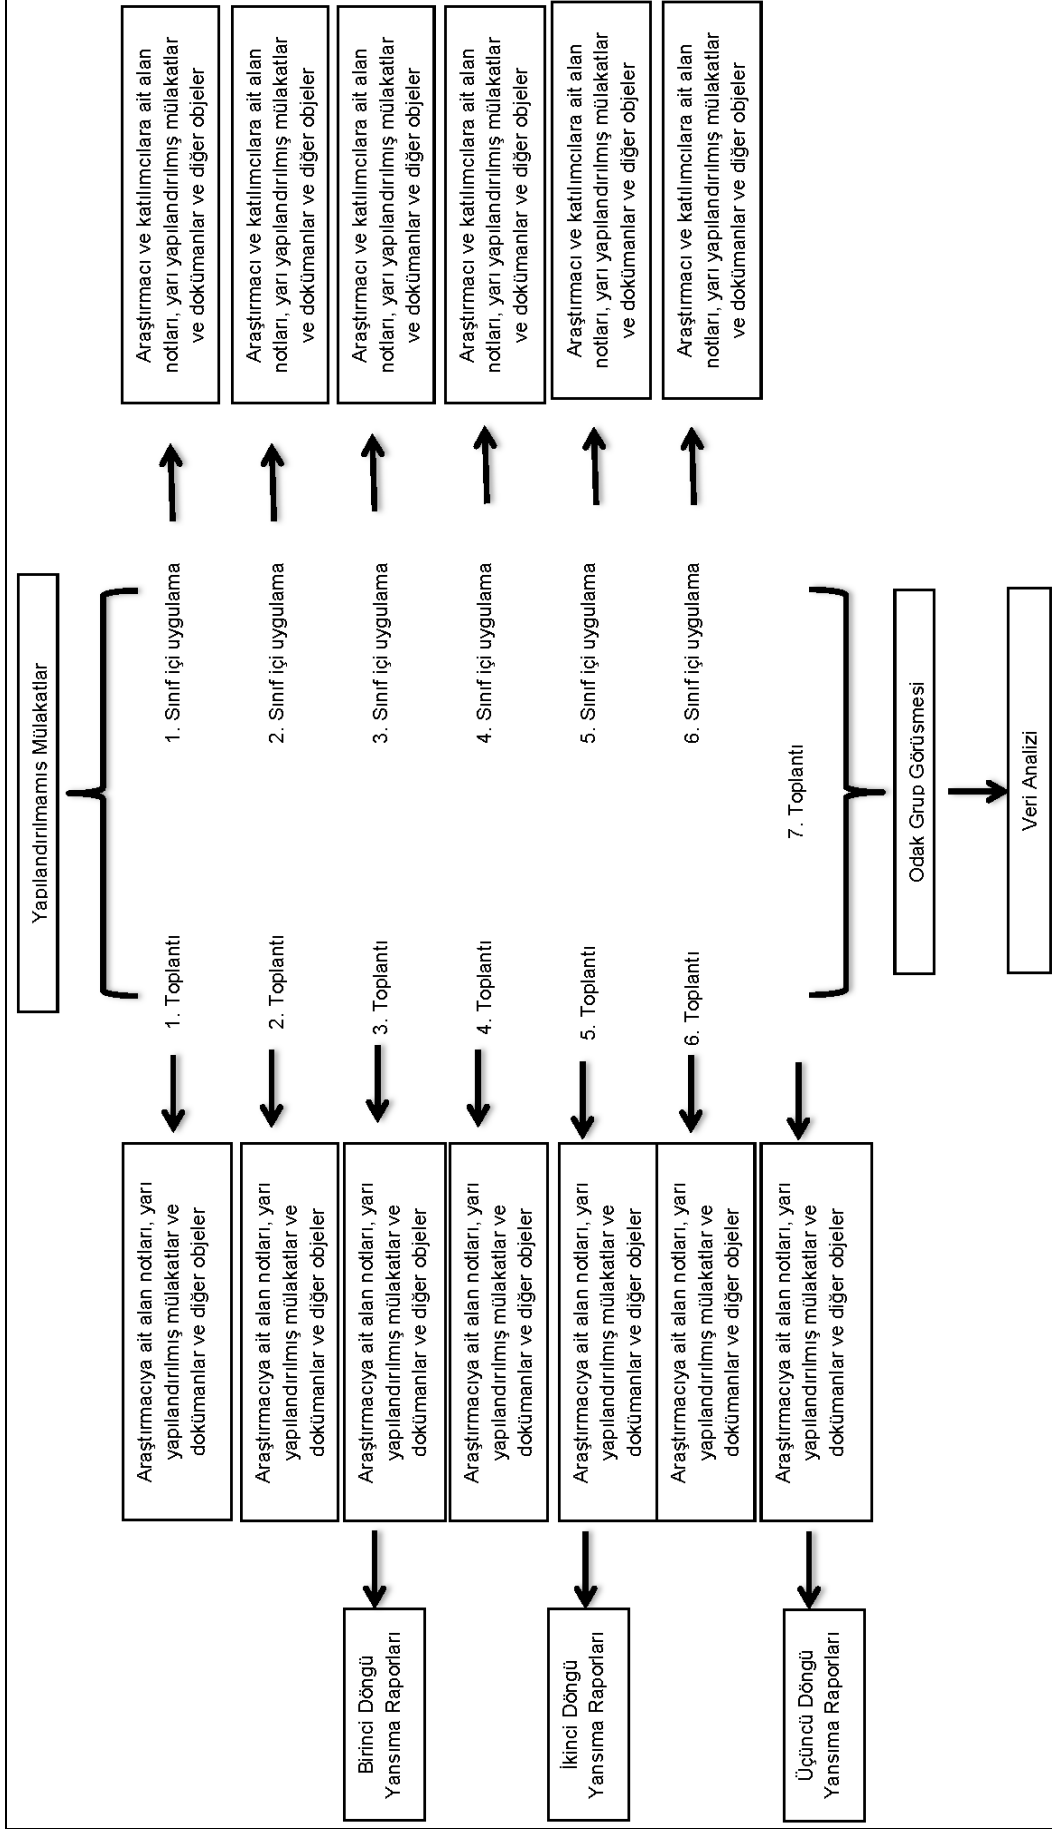 Yapılandırılmamıs Mülakatlar
Araştırmacıya ait alan notları, yarı
yapılandırılmış mülakatlar ve
dokümanlar ve diğer objeler
1. Toplantı
1. Sınıf içi uygulama
Araştırmacı ve katılımcılara ait alan
notları, yarı yapılandırılmış mülakatlar
ve dokümanlar ve diğer objeler
Araştırmacıya ait alan notları, yarı
yapılandırılmış mülakatlar ve
dokümanlar ve diğer objeler
2. Toplantı
2. Sınıf içi uygulama
Araştırmacı ve katılımcılara ait alan
notları, yarı yapılandırılmış mülakatlar
ve dokümanlar ve diğer objeler
Birinci Döngü
Yansıma Raporları
Araştırmacıya ait alan notları, yarı
yapılandırılmış mülakatlar ve
dokümanlar ve diğer objeler
3. Toplantı
3. Sınıf içi uygulama
Araştırmacı ve katılımcılara ait alan
notları, yarı yapılandırılmış mülakatlar
ve dokümanlar ve diğer objeler
Araştırmacıya ait alan notları, yarı
yapılandırılmış mülakatlar ve
dokümanlar ve diğer objeler
4. Toplantı
4. Sınıf içi uygulama
Araştırmacı ve katılımcılara ait alan
notları, yarı yapılandırılmış mülakatlar
ve dokümanlar ve diğer objeler
İkinci Döngü
Yansıma Raporları
Araştırmacıya ait alan notları, yarı
yapılandırılmış mülakatlar ve
dokümanlar ve diğer objeler
5. Toplantı
5. Sınıf içi uygulama
Araştırmacı ve katılımcılara ait alan
notları, yarı yapılandırılmış mülakatlar
ve dokümanlar ve diğer objeler
Araştırmacıya ait alan notları, yarı
yapılandırılmış mülakatlar ve
dokümanlar ve diğer objeler
6. Toplantı
6. Sınıf içi uygulama
Araştırmacı ve katılımcılara ait alan
notları, yarı yapılandırılmış mülakatlar
ve dokümanlar ve diğer objeler
Üçüncü Döngü
Yansıma Raporları
Araştırmacıya ait alan notları, yarı
yapılandırılmış mülakatlar ve
dokümanlar ve diğer objeler
7. Toplantı
Odak Grup Görüsmesi
Veri Analizi